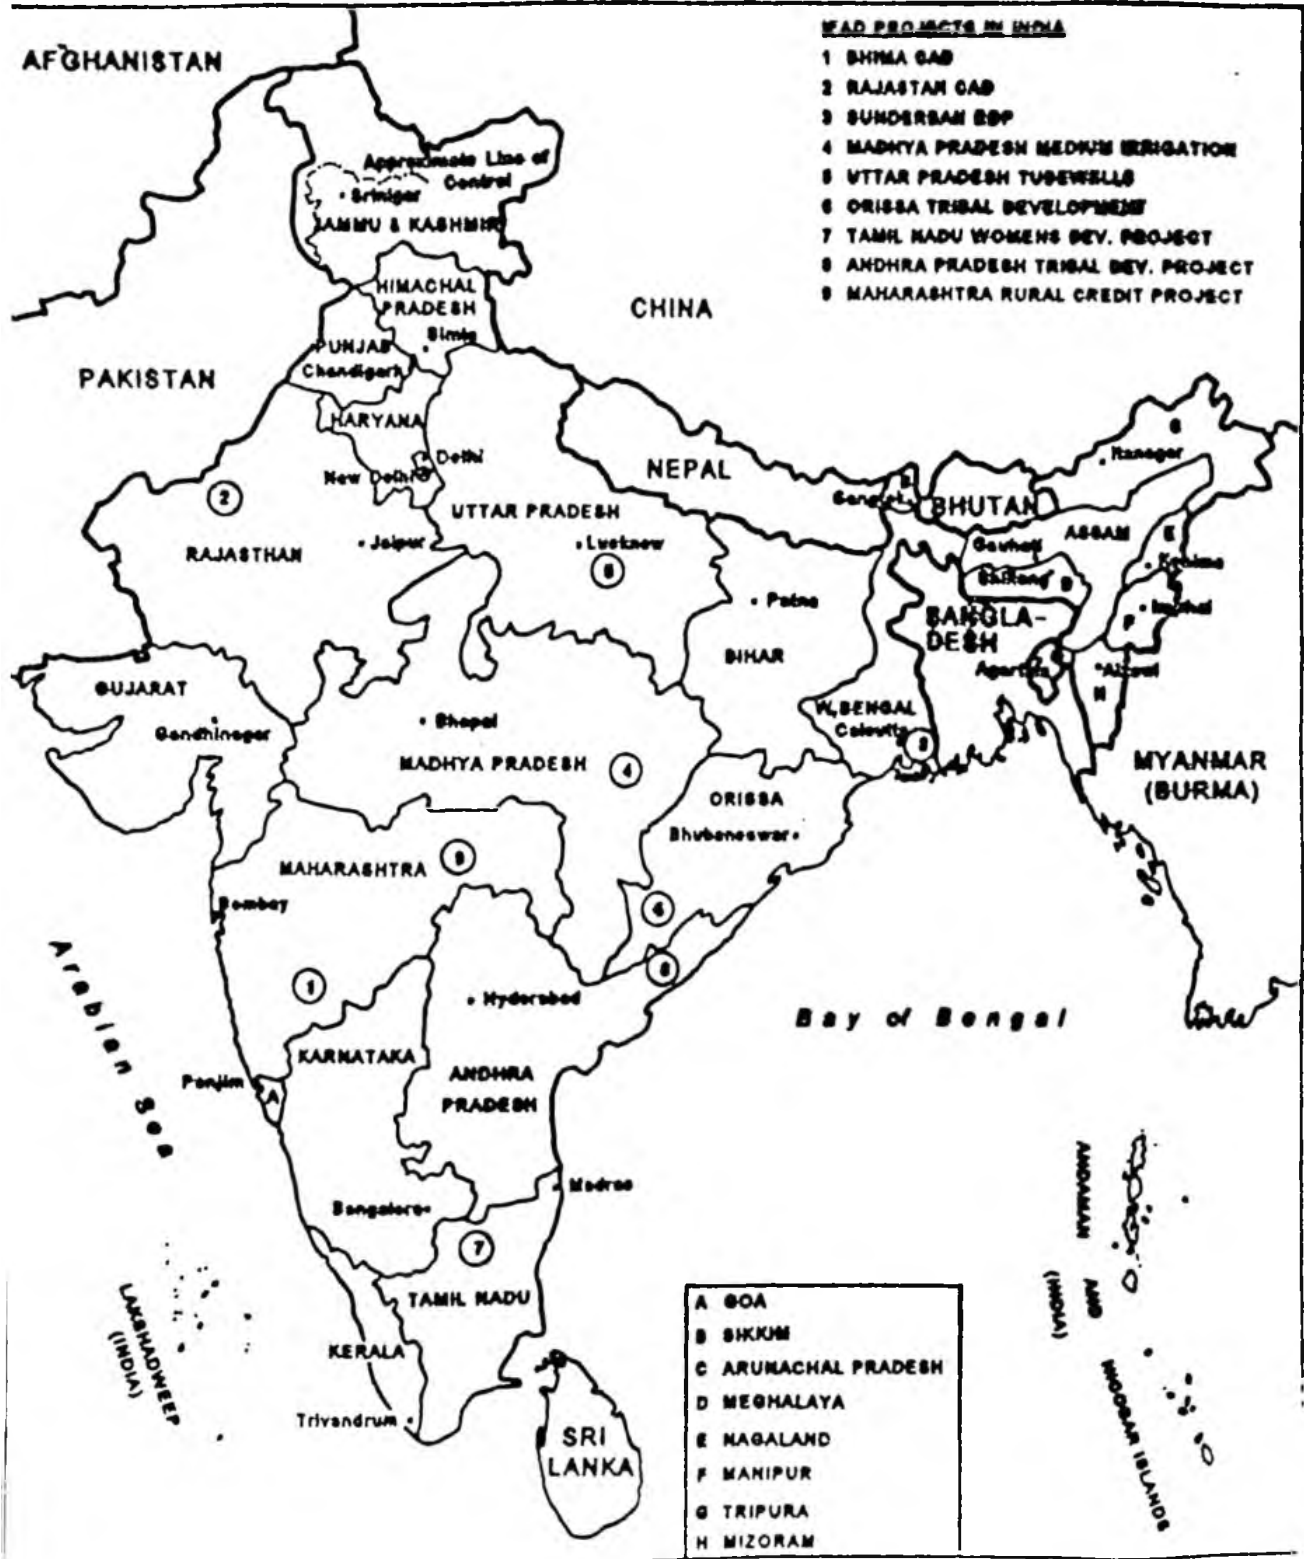 IFAD PROJECTS IN INDIA
1 BHIMA CAD
2 RAJASTAN CAD
3 SUNDERBAN RDP
4 MADHYA PRADESH MEDIUM IRRIGATION
5 UTTAR PRADESH TUBEWELLS
6 ORISSA TRIBAL DEVELOPMENT
7 TAMIL NADU WOMENS DEV. PROJECT
8 ANDHRA PRADESH TRIBAL DEV. PROJECT
9 MAHARASHTRA RURAL CREDIT PROJECT
AFGHANISTAN
Approximate Line of
Control
Srinigar
JAMMU & KASHMIR
HIMACHAL
PRADESH
Simla
CHINA
PUNJAB
Chandigarh
PAKISTAN
HARYANA
Delhi
New Delhi
NEPAL
Itanagar
BHUTAN
2
UTTAR PRADESH
RAJASTHAN
Jaipur
Lucknow
5
ASSAM
E
Gauhati
Kohima
Shillong
D
Patna
BANGLA-
DESH
F
Imphal
BIHAR
Agartala
Aizawl
H
GUJARAT
Gandhinagar
Bhopal
W.BENGAL
Calcutta
3
MADHYA PRADESH
4
MYANMAR
(BURMA)
ORISSA
Bhubaneswar
MAHARASHTRA
9
Bombay
Arabian Sea
1
Hyderabad
Bay of Bengal
KARNATAKA
Panjim
A
ANDHRA
PRADESH
Bangalore
Madras
7
TAMIL NADU
KERALA
Trivandrum
LAKSHADWEEP
(INDIA)
SRI
LANKA
ANDAMAN AND NICOBAR ISLANDS
(INDIA)
A GOA
B SIKKIM
C ARUNACHAL PRADESH
D MEGHALAYA
E NAGALAND
F MANIPUR
G TRIPURA
H MIZORAM